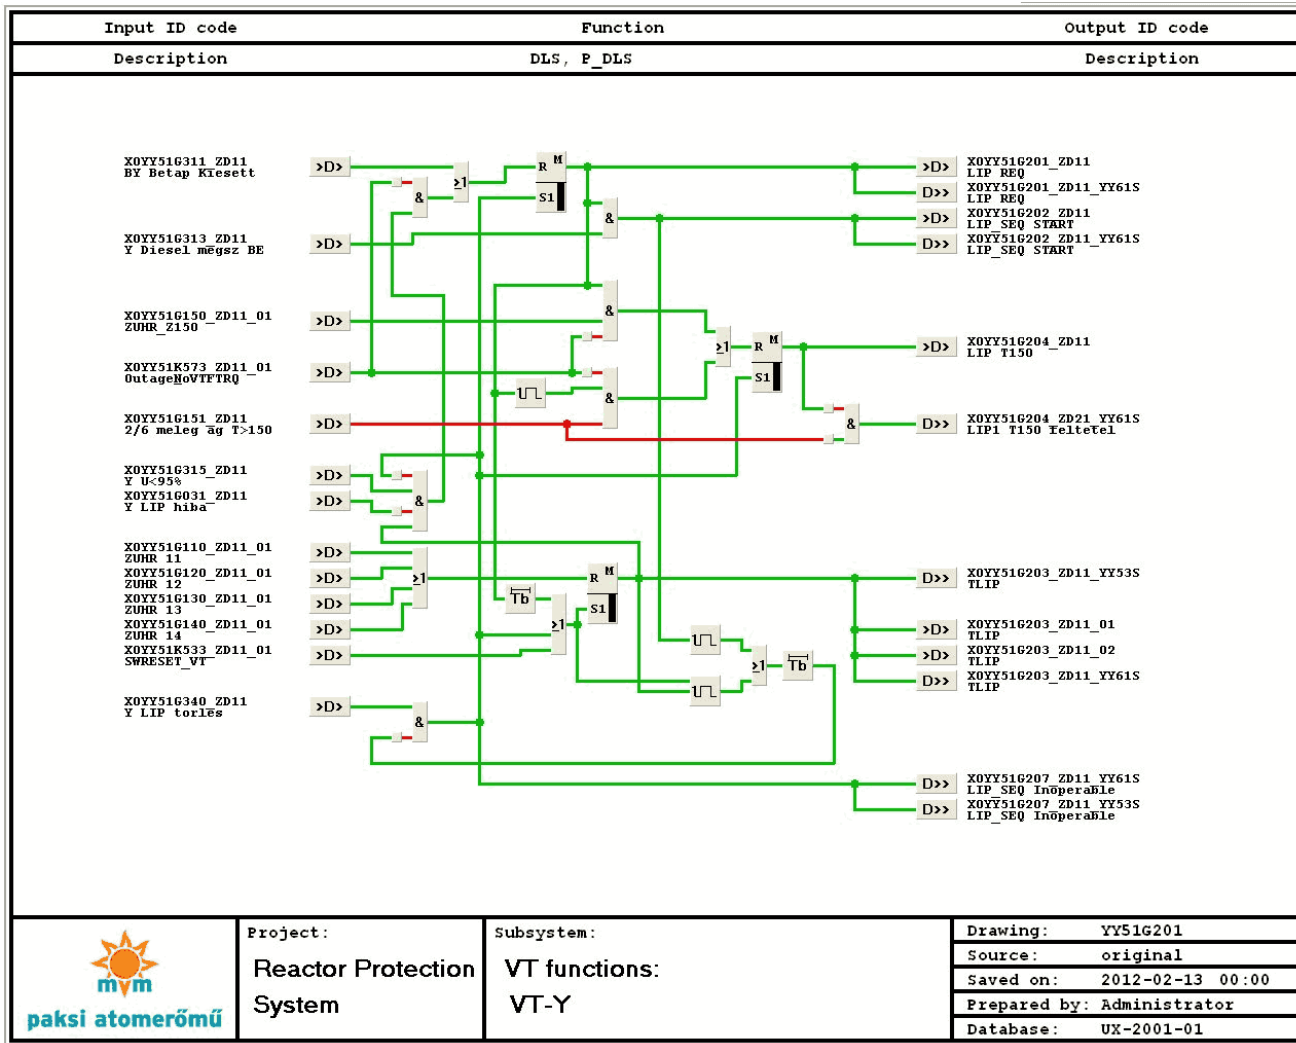 Input ID code Function Output ID code
Description DLS, P_DLS Description
X0YY51G311_ZD11
BY Betap Kiesett
>D>
Y Diesel megsz BE
X0YY51G313_ZD11
>D>
X0YY51G150_ZD11_01
ZUHR_Z150
>D>
X0YY51K573_ZD11_01
OutageNoVTFTRQ
>D>
X0YY51G151_ZD11
2/6 meleg ag T>150
>D>
X0YY51G315_ZD11
Y U<95%
>D>
X0YY51G031_ZD11
Y LIP hiba
>D>
X0YY51G110_ZD11_01
ZUHR 11
>D>
X0YY51G120_ZD11_01
ZUHR 12
>D>
X0YY51G130_ZD11_01
ZUHR 13
>D>
X0YY51G140_ZD11_01
ZUHR 14
>D>
X0YY51K533_ZD11_01
SWRESET_VT
>D>
X0YY51G340_ZD11
Y LIP torles
>D>
&
≥1
R M
S1
&
&
&
≥1
R M
S1
&
&
≥1
Tb
≥1
R M
S1
≥1
Tb
&
>D>
X0YY51G201_ZD11
LIP REQ
D>>
X0YY51G201_ZD11_YY61S
LIP REQ
>D>
X0YY51G202_ZD11
LIP_SEQ START
D>>
X0YY51G202_ZD11_YY61S
LIP_SEQ START
>D>
X0YY51G204_ZD11
LIP T150
D>>
X0YY51G204_ZD21_YY61S
LIP1 T150 feltetel
D>>
X0YY51G203_ZD11_YY53S
TLIP
>D>
X0YY51G203_ZD11_01
TLIP
>D>
X0YY51G203_ZD11_02
TLIP
D>>
X0YY51G203_ZD11_YY61S
TLIP
D>>
X0YY51G207_ZD11_YY61S
LIP_SEQ Inoperable
D>>
X0YY51G207_ZD11_YY53S
LIP_SEQ Inoperable
mvm
paksi atomerőmű
Project:
Reactor Protection
System
Subsystem:
VT functions:
VT-Y
Drawing: YY51G201
Source: original
Saved on: 2012-02-13 00:00
Prepared by: Administrator
Database: UX-2001-01